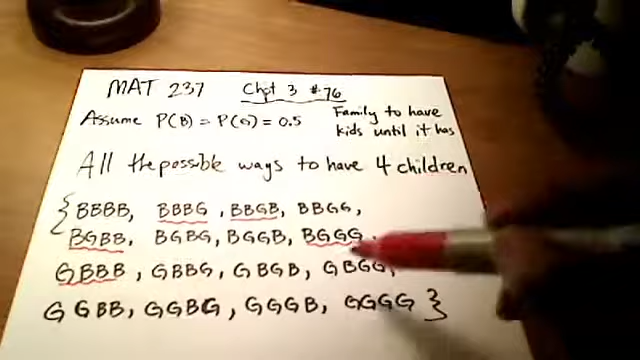 MAT 237 Chpt 3 #76
Assume P(B) = P(G) = 0.5 Family to have
kids until it has
All the possible ways to have 4 children
{BBBB, BBBG, BBGB, BBGG,
BGBB, BGBG, BGGB, BGGG,
GBBB, GBBG, GBGB, GBGG,
GGBB, GGBG, GGGB, GGGG}